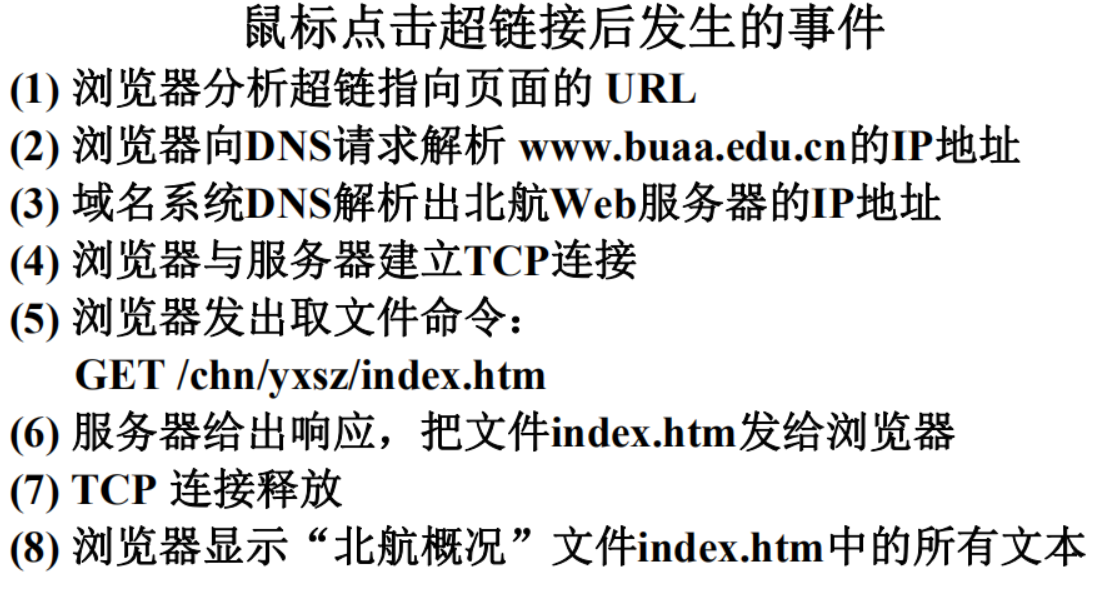 鼠标点击超链接后发生的事件
(1) 浏览器分析超链指向页面的 URL
(2) 浏览器向DNS请求解析 www.buaa.edu.cn的IP地址
(3) 域名系统DNS解析出北航Web服务器的IP地址
(4) 浏览器与服务器建立TCP连接
(5) 浏览器发出取文件命令：
GET /chn/yxsz/index.htm
(6) 服务器给出响应，把文件index.htm发给浏览器
(7) TCP 连接释放
(8) 浏览器显示“北航概况”文件index.htm中的所有文本